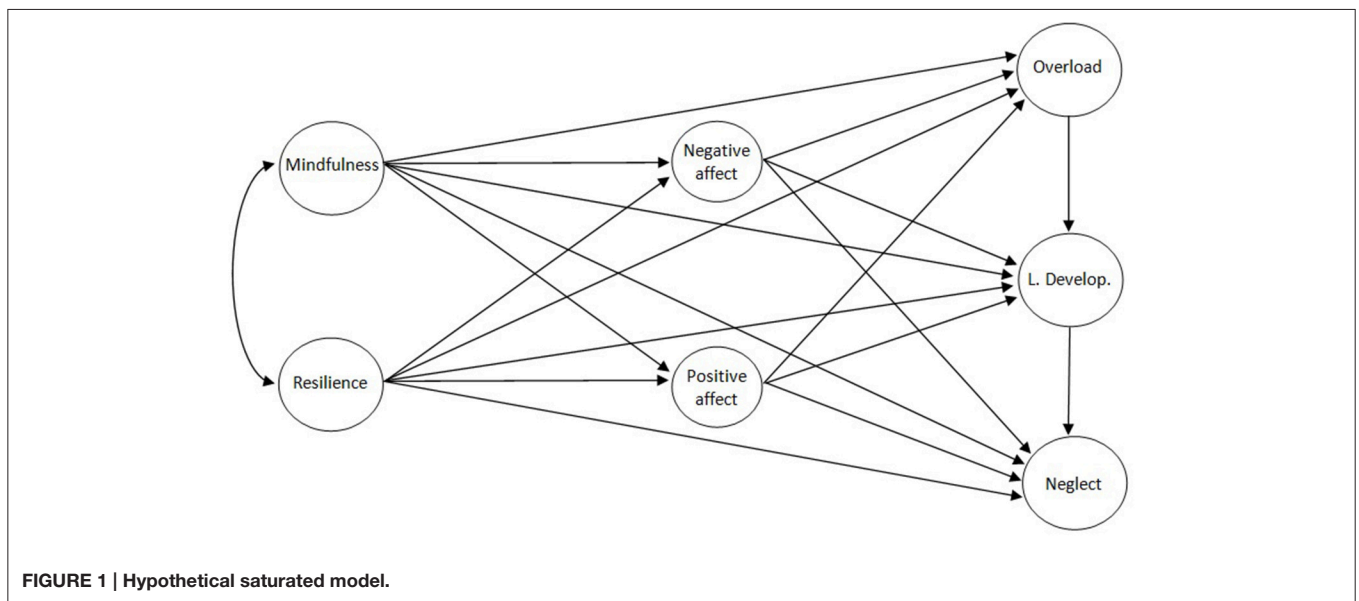 Overload
Mindfulness
Negative
affect
L. Develop.
Resilience
Positive
affect
Neglect
FIGURE 1 | Hypothetical saturated model.